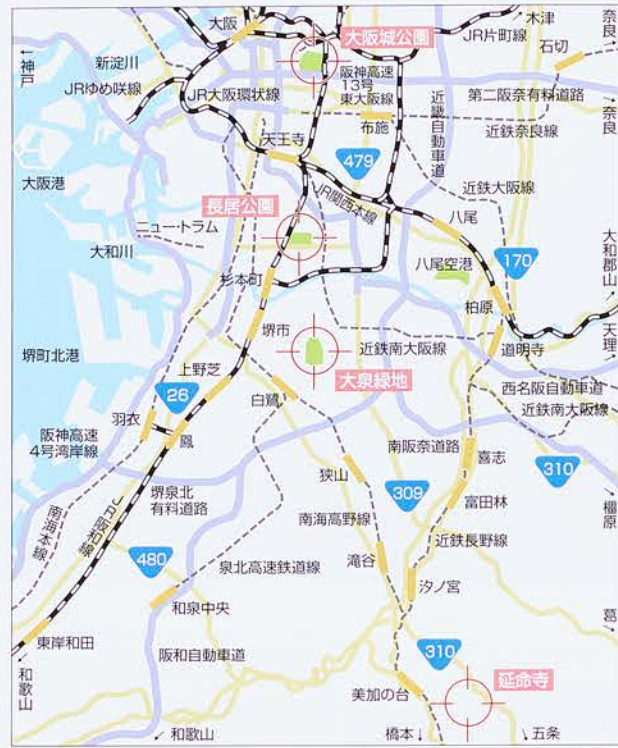 大阪
大阪城公園
JR片町線
↗木津
奈良
↑
石切
←神戸
新淀川
JRゆめ咲線
JR大阪環状線
阪神高速
13号
東大阪線
布施
近畿自動車道
第二阪奈有料道路
奈良
近鉄奈良線
天王寺
479
大阪港
長居公園
JR関西本線
近鉄大阪線
ニュー・トラム
八尾
大和川
八尾空港
170
大和郡山
杉本町
柏原
天理
堺市
近鉄南大阪線
道明寺
堺町北港
大泉緑地
上野芝
白鷺
西名阪自動車道
26
近鉄南大阪線
羽衣
阪神高速
4号湾岸線
鳳
南阪奈道路
喜志
310
狭山
堺泉北
有料道路
309
富田林
橿原
南海本線
JR阪和線
南海高野線
近鉄長野線
480
泉北高速鉄道線
滝谷
汐ノ宮
和泉中央
葛
東岸和田
阪和自動車道
310
延命寺
美加の台
↙和歌山
↙和歌山
橋本↓
↘五条